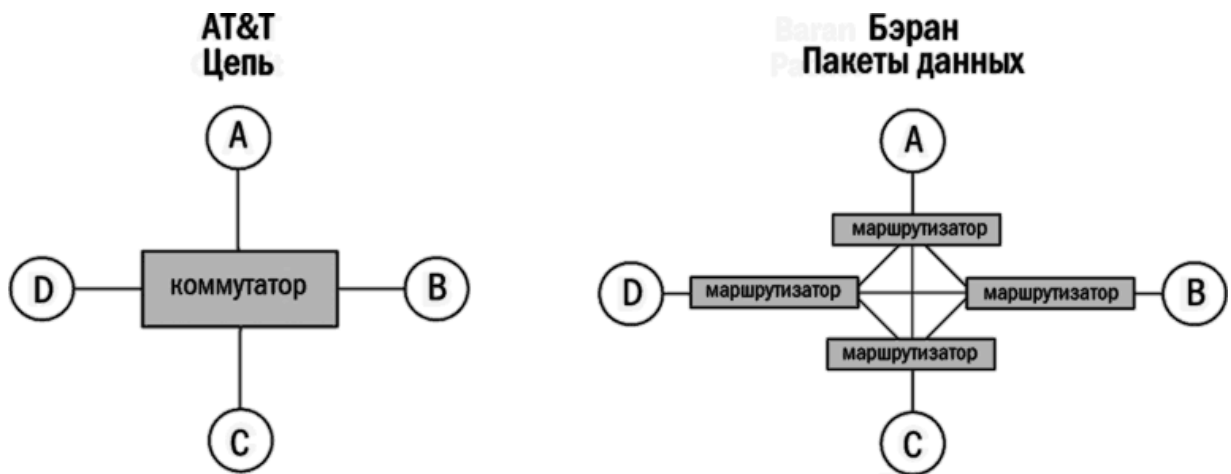 AT&T
Цепь
A
D
коммутатор
B
C
Бэран
Пакеты данных
A
маршрутизатор
D
маршрутизатор
маршрутизатор
B
маршрутизатор
C